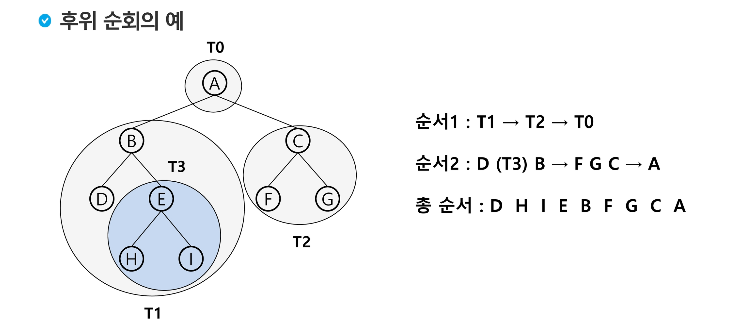 후위 순회의 예
T0
A
B
C
T3
D
E
F
G
H
I
T2
T1
순서1 : T1 → T2 → T0
순서2 : D (T3) B → F G C → A
총 순서 : D H I E B F G C A